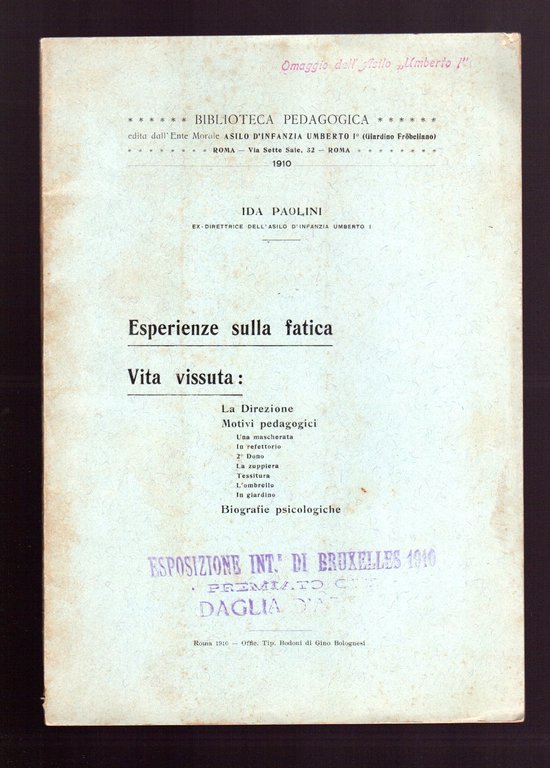 Omaggio dell' Asilo „Umberto I".
****** BIBLIOTECA PEDAGOGICA ******
edita dall'Ente Morale ASILO D'INFANZIA UMBERTO I° (Giardino Fröbeliano)
******** ROMA — Via Sette Sale, 32 — ROMA ********
1910
IDA PAOLINI
EX-DIRETTRICE DELL'ASILO D'INFANZIA UMBERTO I
Esperienze sulla fatica
Vita vissuta:
La Direzione
Motivi pedagogici
Una mascherata
In refettorio
2° Dono
La zuppiera
Tessitura
L'ombrello
In giardino
Biografie psicologiche
ESPOSIZIONE INT.E DI BRUXELLES 1910
PREMIATO
DAGLIA
Roma 1910 — Offic. Tip. Bodoni di Gino Bolognesi